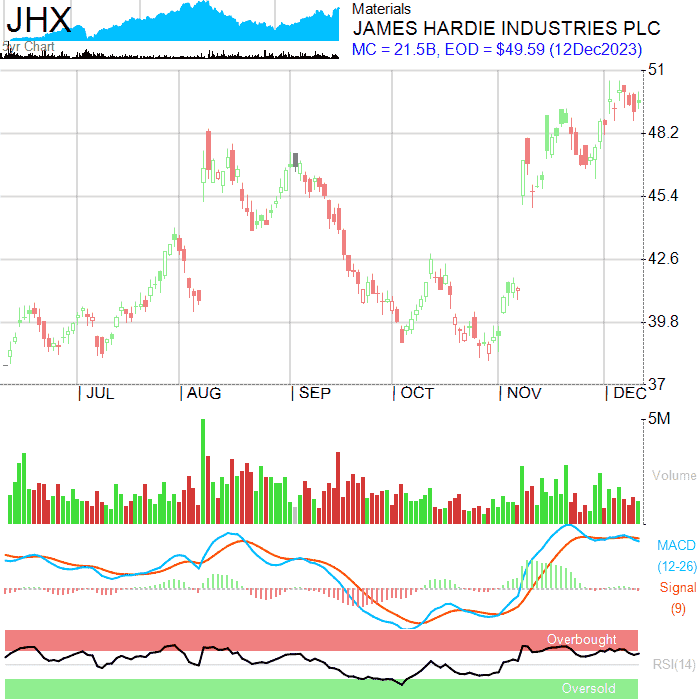 JHX
5yr Chart
Materials
JAMES HARDIE INDUSTRIES PLC
MC = 21.5B, EOD = $49.59 (12Dec2023)
51
48.2
45.4
42.6
39.8
37
JUL AUG SEP OCT NOV DEC
5M
Volume
MACD
(12-26)
Signal
(9)
Overbought
RSI(14)
Oversold